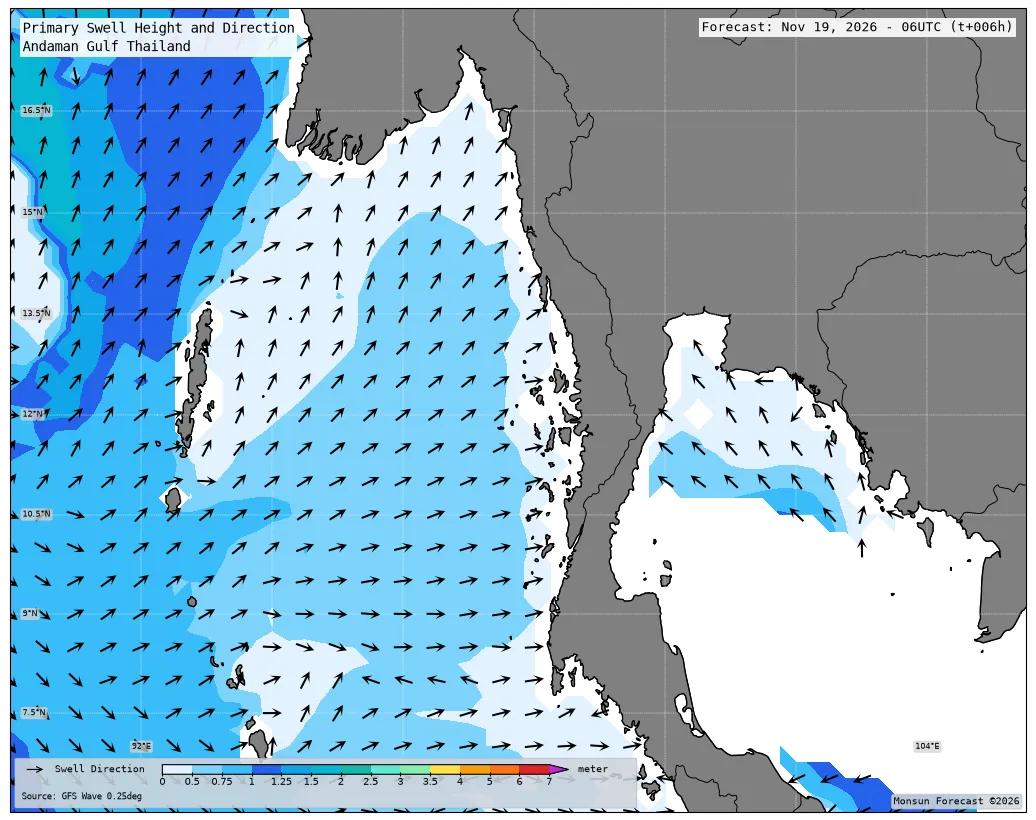 Primary Swell Height and Direction
Andaman Gulf Thailand
Forecast: Nov 19, 2026 - 06UTC (t+006h)
16.5°N
15°N
13.5°N
12°N
10.5°N
9°N
7.5°N
92°E
104°E
Swell Direction
0 0.5 0.75 1 1.25 1.5 2 2.5 3 3.5 4 5 6 7
meter
Source: GFS Wave 0.25deg
Monsun Forecast ©2026